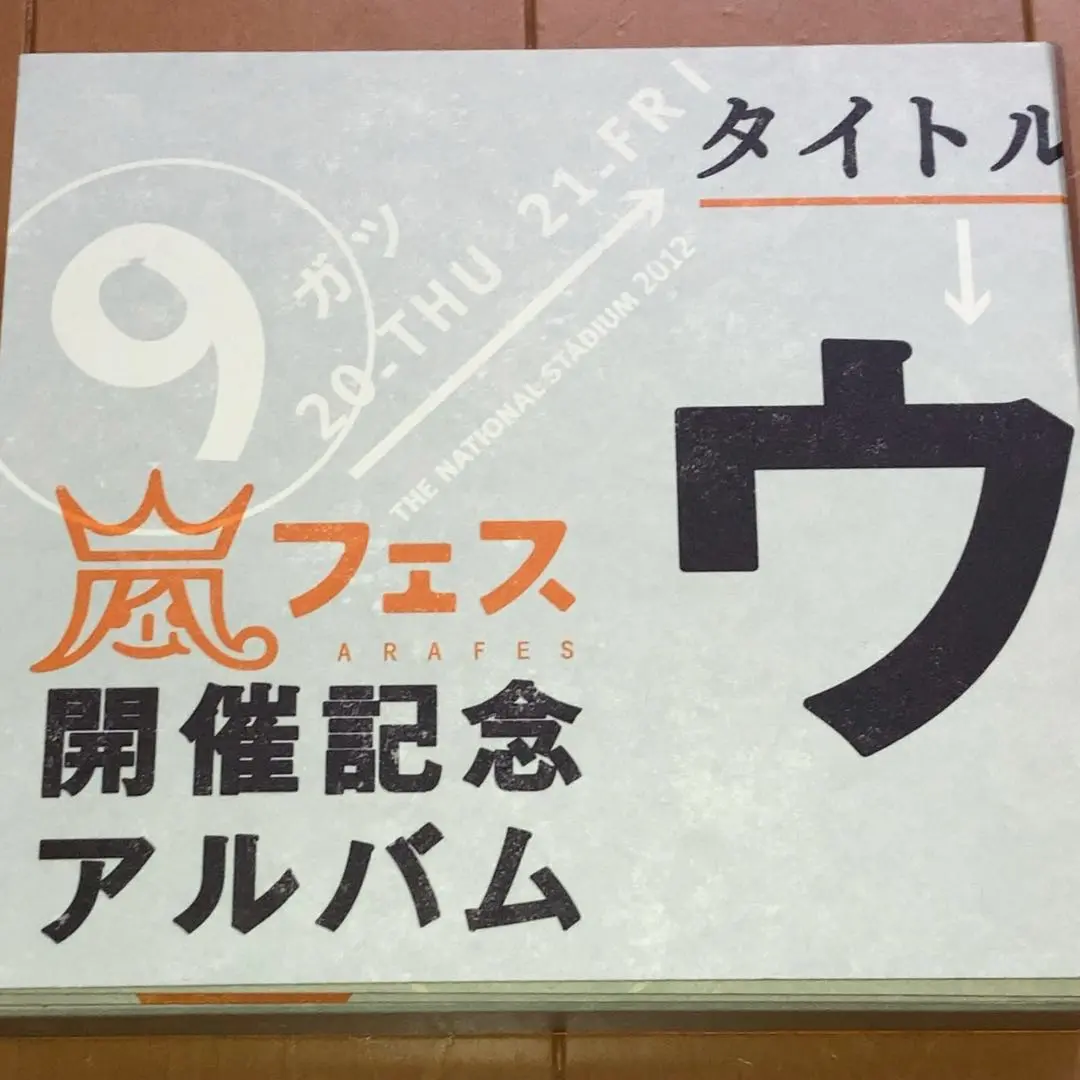 タイトル
ウ
9
ガツ
20-THU 21-FRI
THE NATIONAL STADIUM 2012
嵐フェス
ARAFES
開催記念
アルバム